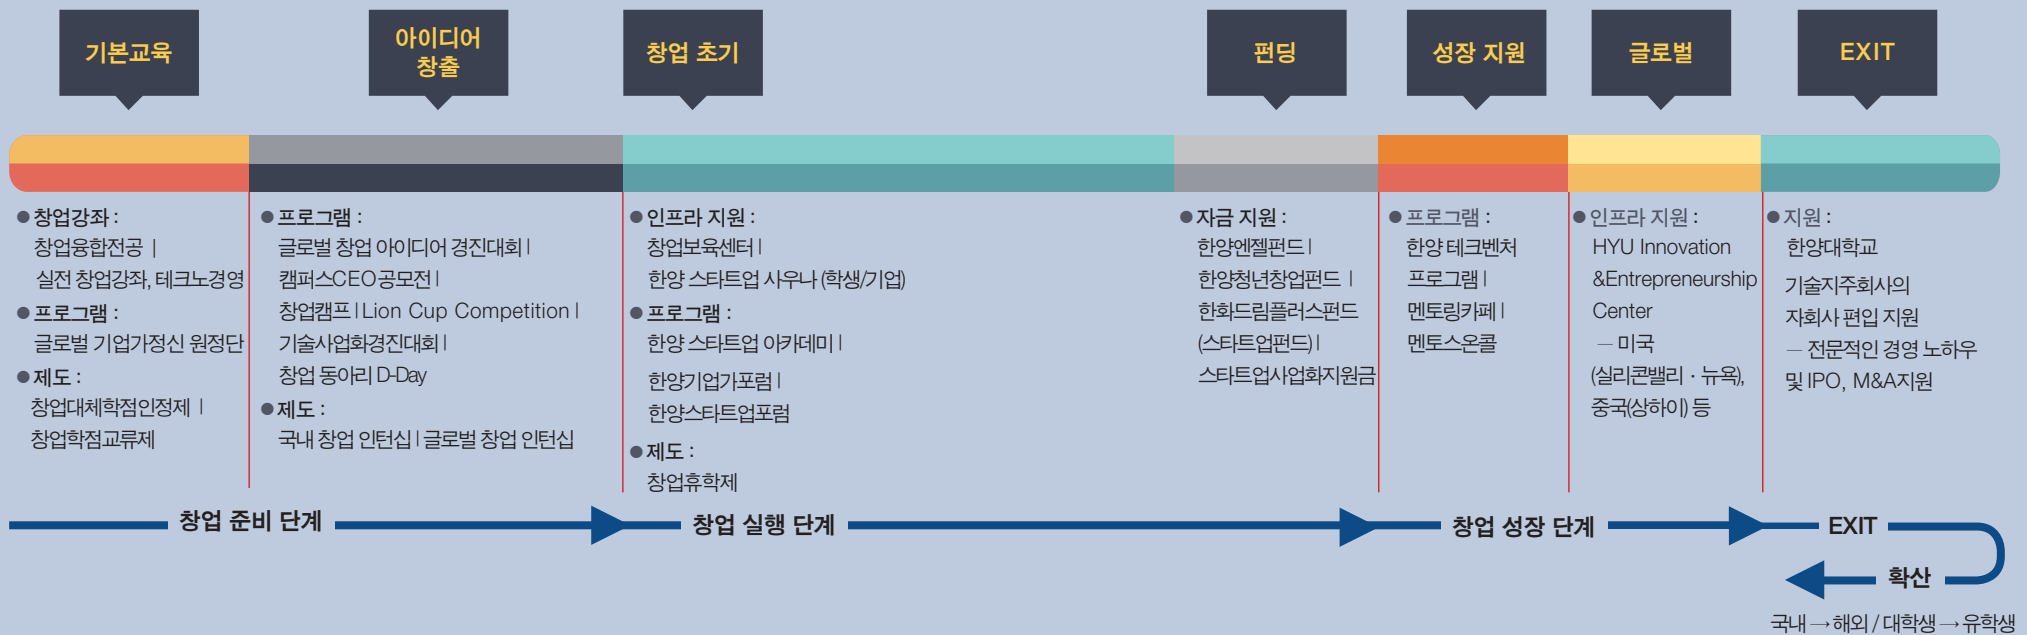 기본교육
아이디어
창출
창업 초기
펀딩
성장 지원
글로벌
EXIT
● 창업강좌 :
창업융합전공 |
실전 창업강좌, 테크노경영
● 프로그램 :
글로벌 기업가정신 원정단
● 제도 :
창업대체학점인정제 |
창업학점교류제
● 프로그램 :
글로벌 창업 아이디어 경진대회 |
캠퍼스CEO공모전 |
창업캠프 | Lion Cup Competition |
기술사업화경진대회 |
창업 동아리 D-Day
● 제도 :
국내 창업 인턴십 | 글로벌 창업 인턴십
● 인프라 지원 :
창업보육센터 |
한양 스타트업 사우나 (학생/기업)
● 프로그램 :
한양 스타트업 아카데미 |
한양기업가포럼 |
한양스타트업포럼
● 제도 :
창업휴학제
● 자금 지원 :
한양엔젤펀드 |
한양청년창업펀드 |
한화드림플러스펀드
(스타트업펀드) |
스타트업사업화지원금
● 프로그램 :
한양 테크벤처
프로그램 |
멘토링카페 |
멘토스온콜
● 인프라 지원 :
HYU Innovation
&Entrepreneurship
Center
― 미국
(실리콘밸리 · 뉴욕),
중국(상하이) 등
● 지원 :
한양대학교
기술지주회사의
자회사 편입 지원
― 전문적인 경영 노하우
및 IPO, M&A지원
창업 준비 단계
창업 실행 단계
창업 성장 단계
EXIT
확산
국내 → 해외 / 대학생 → 유학생